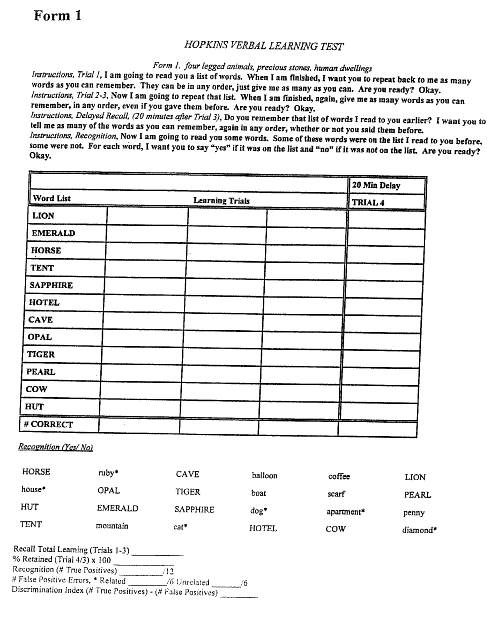 Form 1
HOPKINS VERBAL LEARNING TEST
Form 1. four legged animals, precious stones, human dwellings
Instructions, Trial 1, I am going to read you a list of words. When I am finished, I want you to repeat back to me as many
words as you can remember. They can be in any order, just give me as many as you can. Are you ready? Okay.
Instructions, Trial 2-3, Now I am going to repeat that list. When I am finished, again, give me as many words as you can
remember, in any order, even if you gave them before. Are you ready? Okay.
Instructions, Delayed Recall, (20 minutes after Trial 3), Do you remember that list of words I read to you earlier? I want you to
tell me as many of the words as you can remember, again in any order, whether or not you said them before.
Instructions, Recognition, Now I am going to read you some words. Some of these words were on the list I read to you before,
some were not. For each word, I want you to say "yes" if it was on the list and "no" if it was not on the list. Are you ready?
Okay.
20 Min Delay
Word List Learning Trials TRIAL 4
LION
EMERALD
HORSE
TENT
SAPPHIRE
HOTEL
CAVE
OPAL
TIGER
PEARL
COW
HUT
# CORRECT
Recognition (Yes/ No)
HORSE ruby* CAVE balloon coffee LION
house* OPAL TIGER boat scarf PEARL
HUT EMERALD SAPPHIRE dog* apartment* penny
TENT mountain cat* HOTEL COW diamond*
Recall Total Learning (Trials 1-3) ____________
% Retained (Trial 4/3) x 100 ____________
Recognition (# True Positives) ____________/12
# False Positive Errors, * Related ________/6 Unrelated ________/6
Discrimination Index (# True Positives) - (# False Positives) ________